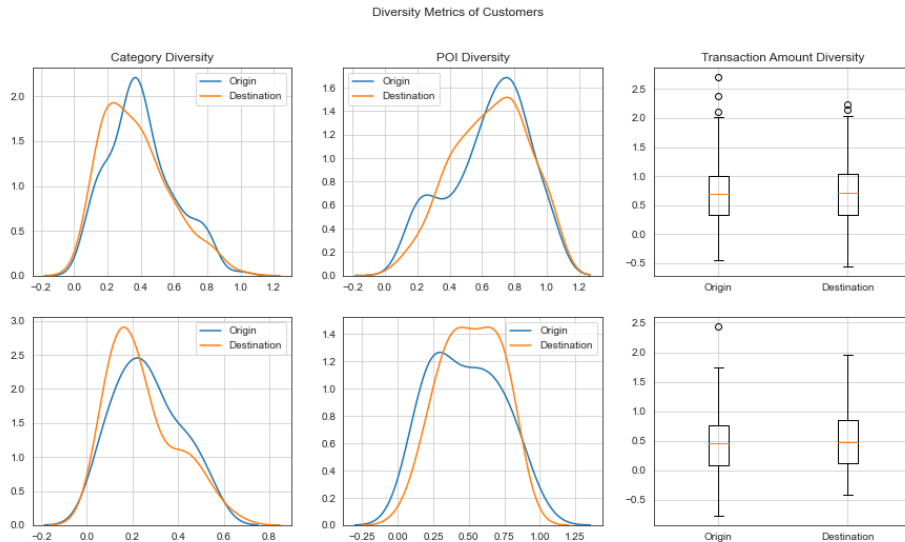 Diversity Metrics of Customers
Category Diversity
2.0
1.5
1.0
0.5
0.0
−0.2 0.0 0.2 0.4 0.6 0.8 1.0 1.2
Origin
Destination
POI Diversity
1.6
1.4
1.2
1.0
0.8
0.6
0.4
0.2
0.0
−0.2 0.0 0.2 0.4 0.6 0.8 1.0 1.2
Origin
Destination
Transaction Amount Diversity
2.5
2.0
1.5
1.0
0.5
0.0
−0.5
Origin Destination
3.0
2.5
2.0
1.5
1.0
0.5
0.0
−0.2 0.0 0.2 0.4 0.6 0.8
Origin
Destination
1.4
1.2
1.0
0.8
0.6
0.4
0.2
0.0
−0.25 0.00 0.25 0.50 0.75 1.00 1.25
Origin
Destination
2.5
2.0
1.5
1.0
0.5
0.0
−0.5
Origin Destination